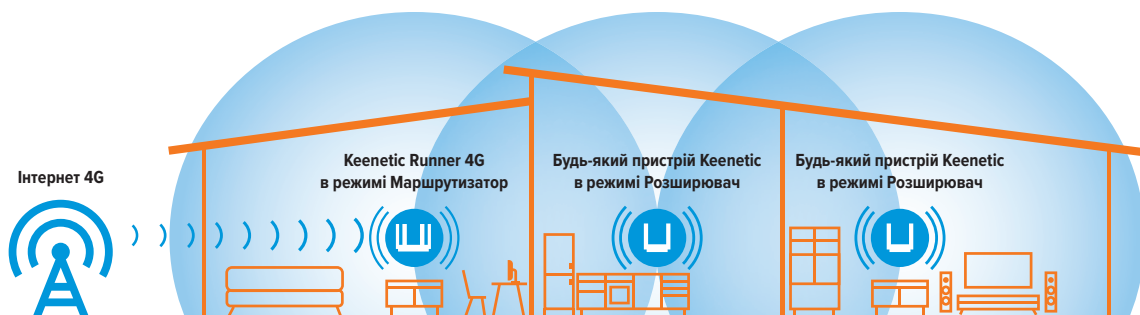 Інтернет 4G
Keenetic Runner 4G
в режимі Маршрутизатор
Будь-який пристрій Keenetic
в режимі Розширювач
Будь-який пристрій Keenetic
в режимі Розширювач